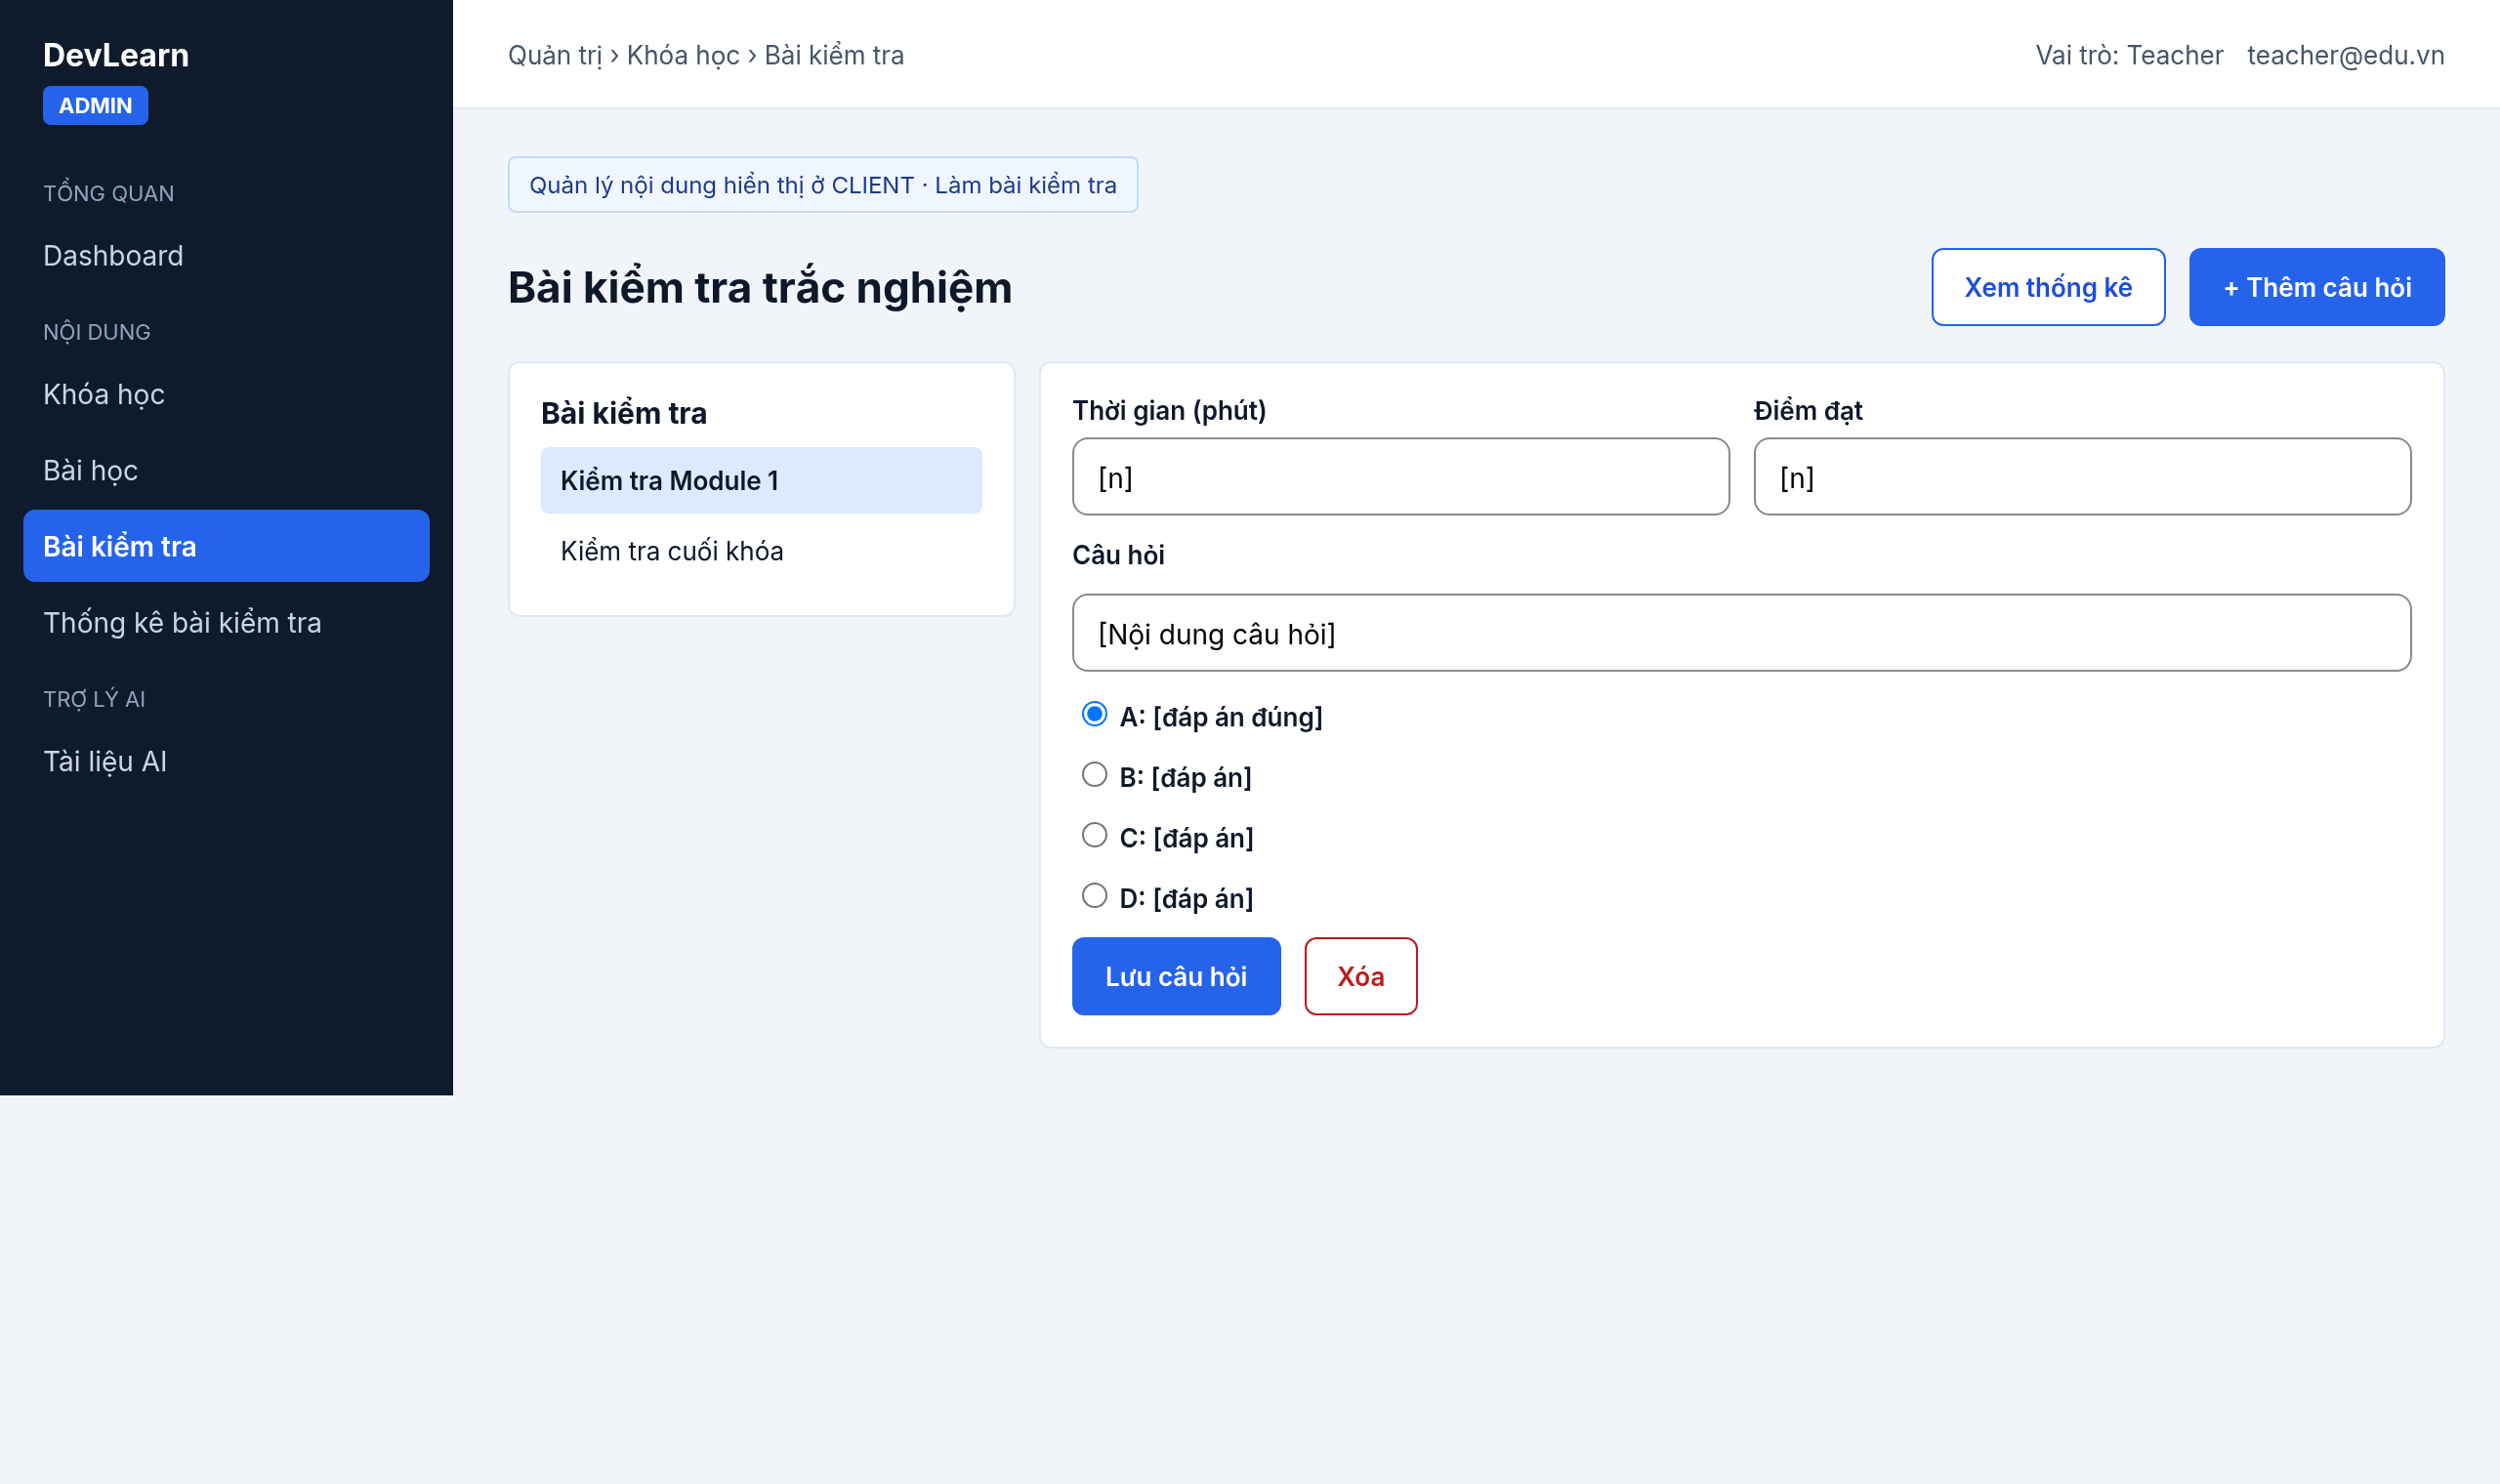 DevLearn
ADMIN
TỔNG QUAN
Dashboard
NỘI DUNG
Khóa học
Bài học
Bài kiểm tra
Thống kê bài kiểm tra
TRỢ LÝ AI
Tài liệu AI
Quản trị › Khóa học › Bài kiểm tra
Vai trò: Teacher teacher@edu.vn
Quản lý nội dung hiển thị ở CLIENT · Làm bài kiểm tra
Bài kiểm tra trắc nghiệm
Xem thống kê
+ Thêm câu hỏi
Bài kiểm tra
Kiểm tra Module 1
Kiểm tra cuối khóa
Thời gian (phút)
[n]
Điểm đạt
[n]
Câu hỏi
[Nội dung câu hỏi]
A: [đáp án đúng]
B: [đáp án]
C: [đáp án]
D: [đáp án]
Lưu câu hỏi
Xóa